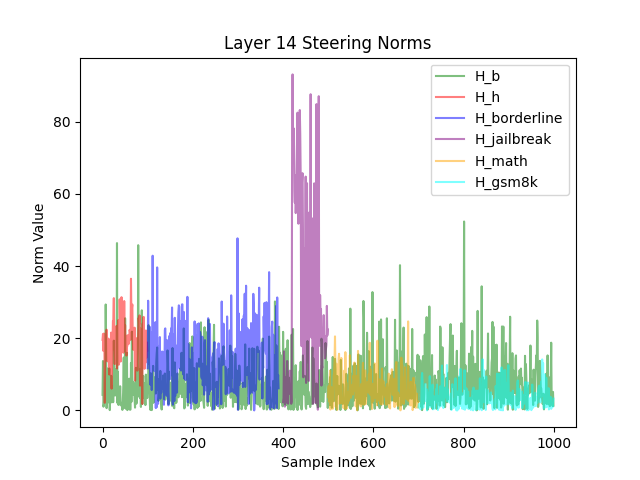 Layer 14 Steering Norms
H_b
H_h
H_borderline
H_jailbreak
H_math
H_gsm8k
Norm Value
80
60
40
20
0
0
200
400
600
800
1000
Sample Index